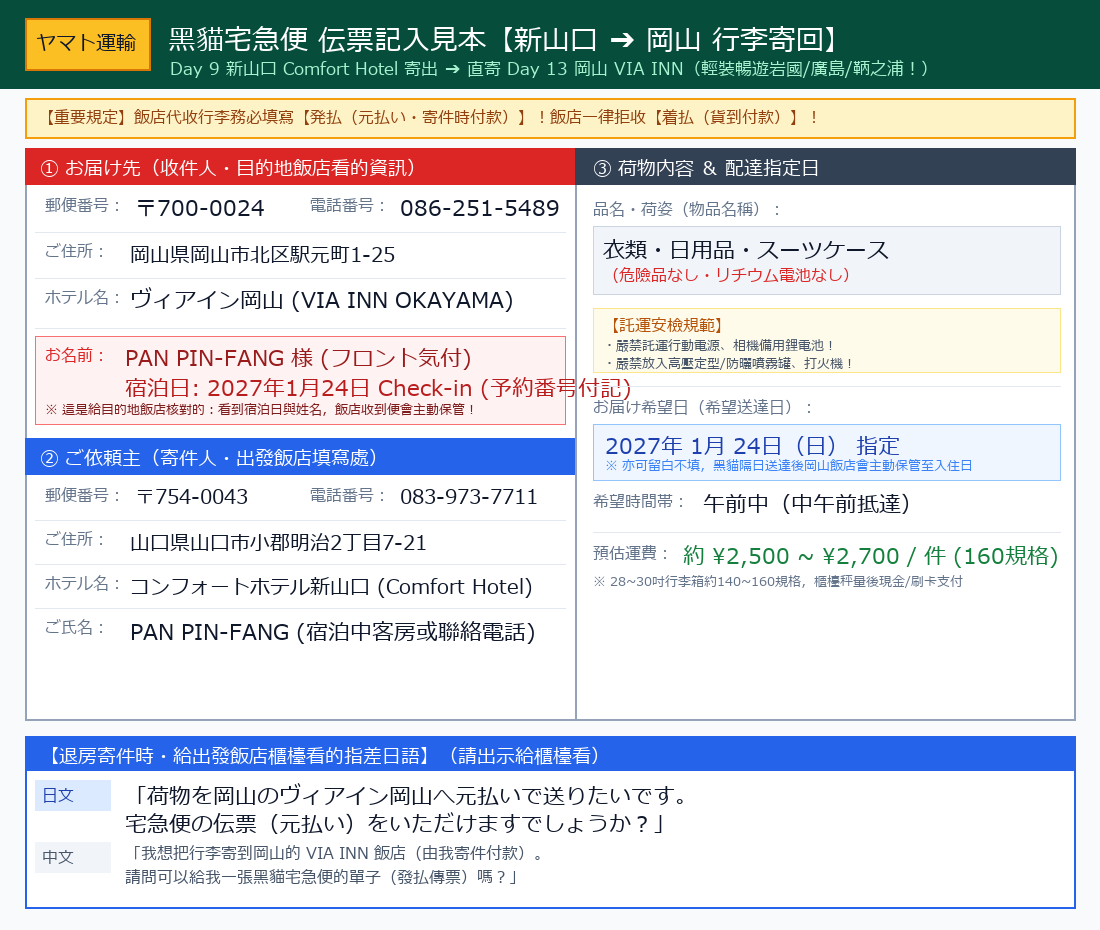 ヤマト運輸
黑貓宅急便 伝票記入見本【新山口 ➔ 岡山 行李寄回】
Day 9 新山口 Comfort Hotel 寄出 ➔ 直寄 Day 13 岡山 VIA INN（輕裝暢遊岩國/廣島/鞆之浦！）
【重要規定】飯店代收行李務必填寫【発払（元払い・寄件時付款）】！飯店一律拒收【着払（貨到付款）】！
① お届け先（收件人・目的地飯店看的資訊）
郵便番号： 〒700-0024 電話番号： 086-251-5489
ご住所： 岡山県岡山市北区駅元町1-25
ホテル名： ヴィアイン岡山 (VIA INN OKAYAMA)
お名前： PAN PIN-FANG 様 (フロント気付)
宿泊日: 2027年1月24日 Check-in (予約番号付記)
※ 這是給目的地飯店核對的：看到宿泊日與姓名，飯店收到便會主動保管！
② ご依頼主（寄件人・出發飯店填寫處）
郵便番号： 〒754-0043 電話番号： 083-973-7711
ご住所： 山口県山口市小郡明治2丁目7-21
ホテル名： コンフォートホテル新山口 (Comfort Hotel)
ご氏名： PAN PIN-FANG (宿泊中客房或聯絡電話)
③ 荷物内容 ＆ 配達指定日
品名・荷姿（物品名稱）：
衣類・日用品・スーツケース
（危険品なし・リチウム電池なし）
【託運安檢規範】
・嚴禁託運行動電源、相機備用鋰電池！
・嚴禁放入高壓定型/防曬噴霧罐、打火機！
お届け希望日（希望送達日）：
2027年 1月 24日（日） 指定
※ 亦可留白不填，黑貓隔日送達後岡山飯店會主動保管至入住日
希望時間帯： 午前中（中午前抵達）
預估運費： 約 ¥2,500 ~ ¥2,700 / 件 (160規格)
※ 28~30吋行李箱約140~160規格，櫃檯秤量後現金/刷卡支付
【退房寄件時・給出發飯店櫃檯看的指差日語】（請出示給櫃檯看）
日文 「荷物を岡山のヴィアイン岡山へ元払いで送りたいです。
宅急便の伝票（元払い）をいただけますでしょうか？」
中文 「我想把行李寄到岡山的 VIA INN 飯店（由我寄件付款）。
請問可以給我一張黑貓宅急便的單子（發払傳票）嗎？」